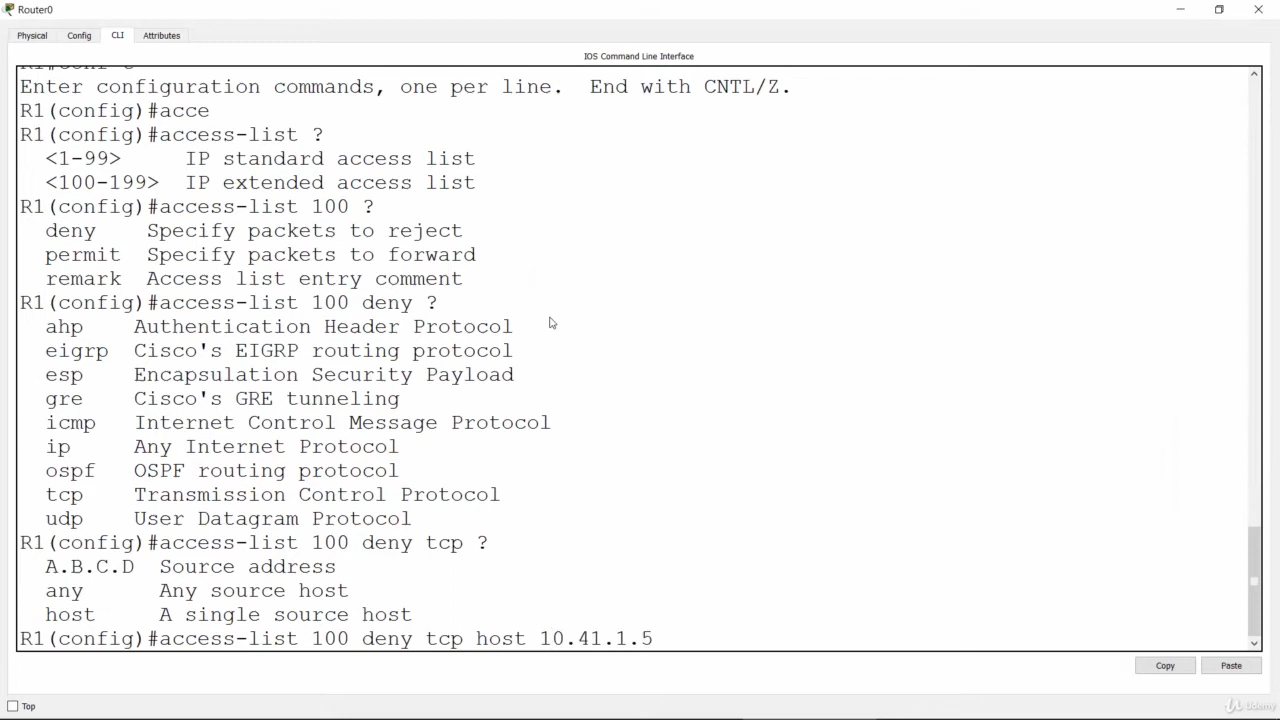 Router0
Physical Config CLI Attributes
IOS Command Line Interface
Enter configuration commands, one per line.  End with CNTL/Z.
R1(config)#acce
R1(config)#access-list ?
  <1-99>     IP standard access list
  <100-199>  IP extended access list
R1(config)#access-list 100 ?
  deny    Specify packets to reject
  permit  Specify packets to forward
  remark  Access list entry comment
R1(config)#access-list 100 deny ?
  ahp    Authentication Header Protocol
  eigrp  Cisco's EIGRP routing protocol
  esp    Encapsulation Security Payload
  gre    Cisco's GRE tunneling
  icmp   Internet Control Message Protocol
  ip     Any Internet Protocol
  ospf   OSPF routing protocol
  tcp    Transmission Control Protocol
  udp    User Datagram Protocol
R1(config)#access-list 100 deny tcp ?
  A.B.C.D  Source address
  any      Any source host
  host     A single source host
R1(config)#access-list 100 deny tcp host 10.41.1.5
Copy Paste
Top
Udemy